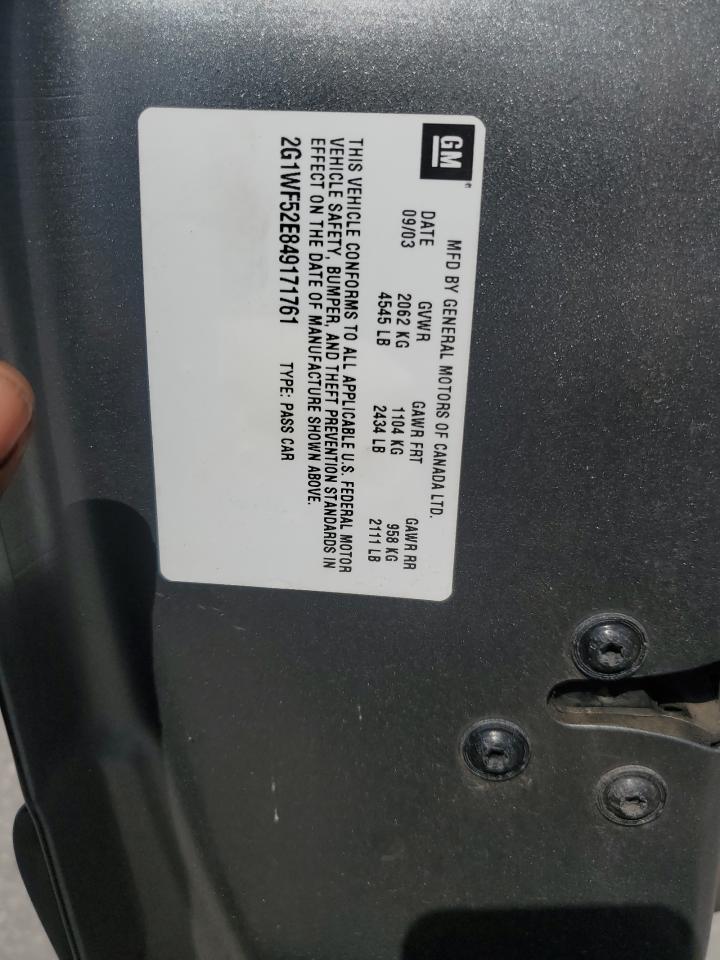 GM
MFD BY GENERAL MOTORS OF CANADA LTD.
DATE GVWR GAWR FRT GAWR RR
09/03 2062 KG 1104 KG 958 KG
4545 LB 2434 LB 2111 LB
THIS VEHICLE CONFORMS TO ALL APPLICABLE U.S. FEDERAL MOTOR
VEHICLE SAFETY, BUMPER, AND THEFT PREVENTION STANDARDS IN
EFFECT ON THE DATE OF MANUFACTURE SHOWN ABOVE.
2G1WF52E849171761 TYPE: PASS CAR